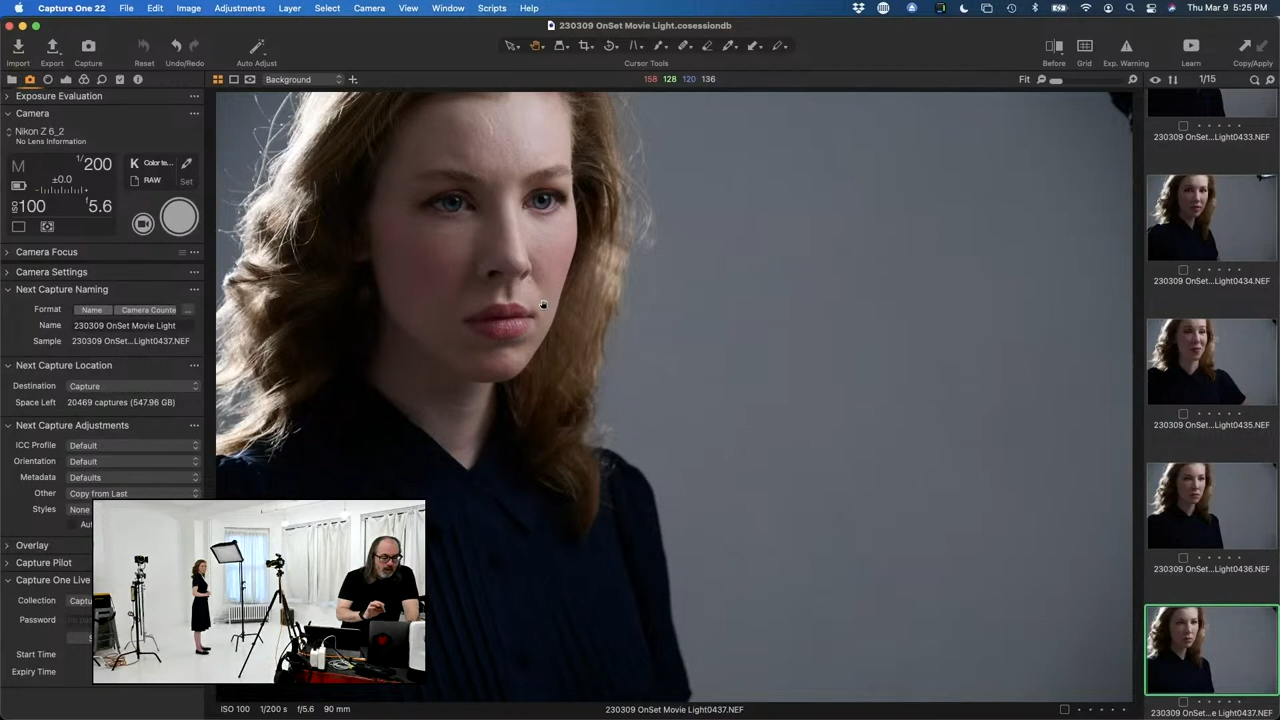 Capture One 22 File Edit Image Adjustments Layer Select Camera View Window Scripts Help Thu Mar 9 5:25 PM
230309 OnSet Movie Light.cosessiondb
Import Export Capture Reset Undo/Redo Auto Adjust Cursor Tools Before Grid Exp. Warning Learn Copy/Apply
Background 158 128 120 136 Fit 1/15
Exposure Evaluation
Camera
Nikon Z 6_2
No Lens Information
M 1/200 K Color te...
±0.0 RAW Set
ISO 100 f5.6
Camera Focus
Camera Settings
Next Capture Naming
Format Name Camera Counte ...
Name 230309 OnSet Movie Light
Sample 230309 OnSet...Light0437.NEF
Next Capture Location
Destination Capture
Space Left 20469 captures (547.96 GB)
Next Capture Adjustments
ICC Profile Default
Orientation Default
Metadata Defaults
Other Copy from Last
Styles None
Aut
Overlay
Capture Pilot
Capture One Live
Collection Captu
Password
Start Time
Expiry Time
230309 OnSet...Light0433.NEF
230309 OnSet...Light0434.NEF
230309 OnSet...Light0435.NEF
230309 OnSet...Light0436.NEF
230309 OnSet...e Light0437.NEF
ISO 100 1/200 s f/5.6 90 mm 230309 OnSet Movie Light0437.NEF